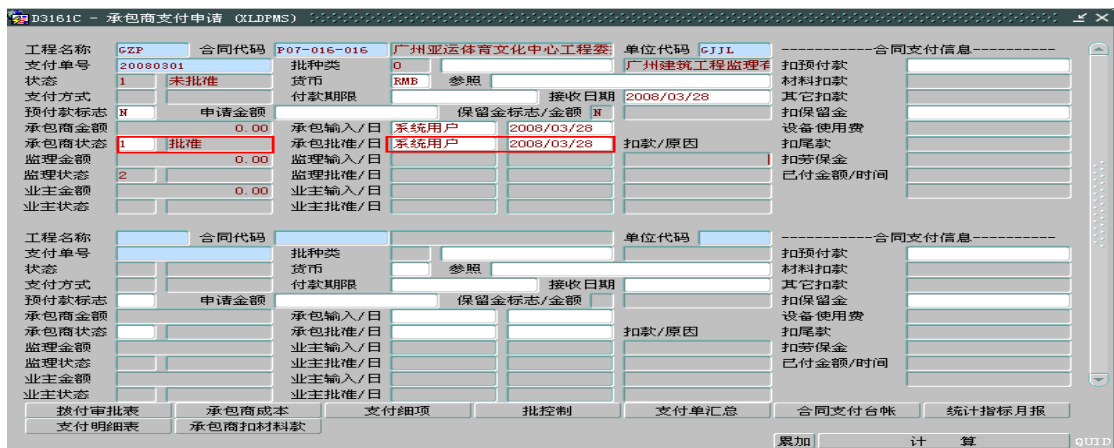 D3161C - 承包商支付申请 (XLDPMS)
工程名称 GZP 合同代码 P07-016-016 广州亚运体育文化中心工程委 单位代码 GJJL ----------合同支付信息----------
支付单号 20080301 批种类 0 广州建筑工程监理有 扣预付款
状态 1 未批准 货币 RMB 参照 材料扣款
支付方式 付款期限 接收日期 2008/03/28 其它扣款
预付款标志 N 申请金额 保留金标志/金额 N 扣保留金
承包商金额 0.00 承包输入/日 系统用户 2008/03/28 设备使用费
承包商状态 1 批准 承包批准/日 系统用户 2008/03/28 扣款/原因 扣尾款
监理金额 0.00 监理输入/日 扣劳保金
监理状态 2 监理批准/日 已付金额/时间
业主金额 0.00 业主输入/日
业主状态 业主批准/日
工程名称 合同代码 单位代码 ----------合同支付信息----------
支付单号 批种类 扣预付款
状态 货币 参照 材料扣款
支付方式 付款期限 接收日期 其它扣款
预付款标志 申请金额 保留金标志/金额 扣保留金
承包商金额 承包输入/日 设备使用费
承包商状态 承包批准/日 扣款/原因 扣尾款
监理金额 业主输入/日 扣劳保金
监理状态 业主批准/日 已付金额/时间
业主金额 业主输入/日
业主状态 业主批准/日
拨付审批表 承包商成本 支付细项 批控制 支付单汇总 合同支付台帐 统计指标月报
支付明细表 承包商扣材料款
累加 计 算 QUID